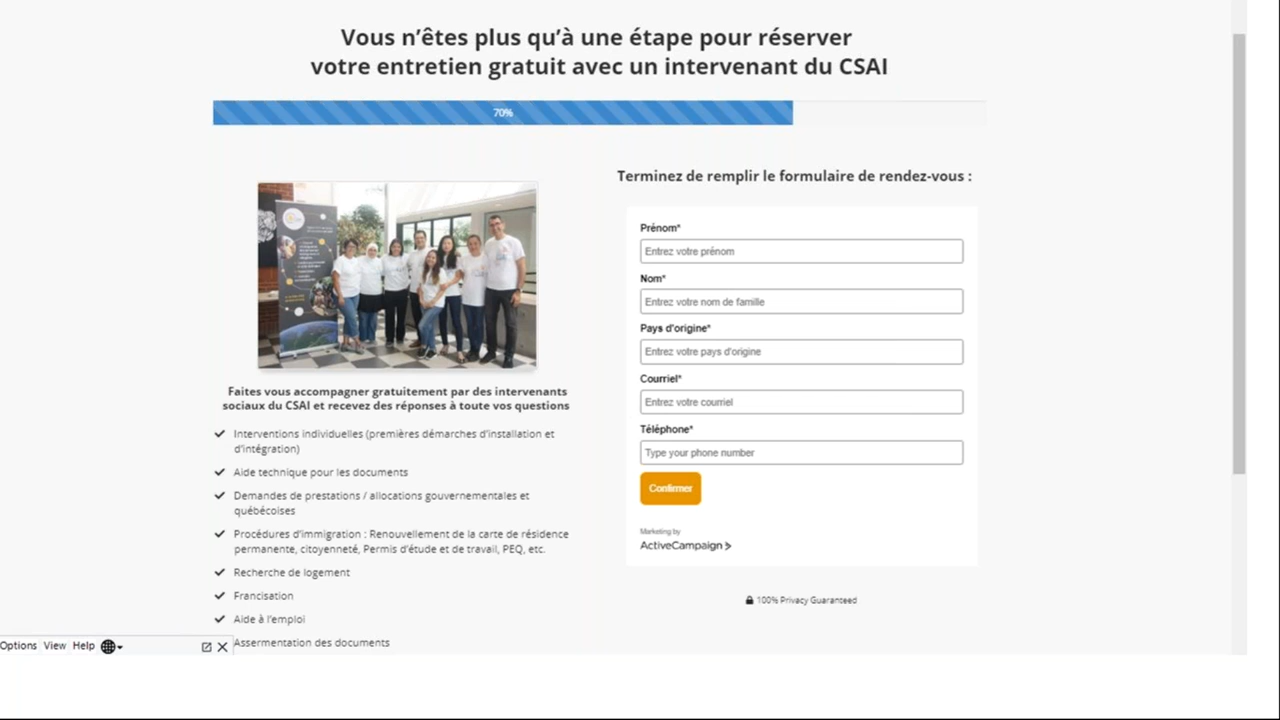 Vous n’êtes plus qu’à une étape pour réserver
votre entretien gratuit avec un intervenant du CSAI
70%
Faites vous accompagner gratuitement par des intervenants
sociaux du CSAI et recevez des réponses à toute vos questions
Interventions individuelles (premières démarches d’installation et
d’intégration)
Aide technique pour les documents
Demandes de prestations / allocations gouvernementales et
québécoises
Procédures d’immigration : Renouvellement de la carte de résidence
permanente, citoyenneté, Permis d’étude et de travail, PEQ, etc.
Recherche de logement
Francisation
Aide à l’emploi
Assermentation des documents
Terminez de remplir le formulaire de rendez-vous :
Prénom*
Entrez votre prénom
Nom*
Entrez votre nom de famille
Pays d'origine*
Entrez votre pays d'origine
Courriel*
Entrez votre courriel
Téléphone*
Type your phone number
Confirmer
Marketing by
ActiveCampaign >
100% Privacy Guaranteed
Options View Help